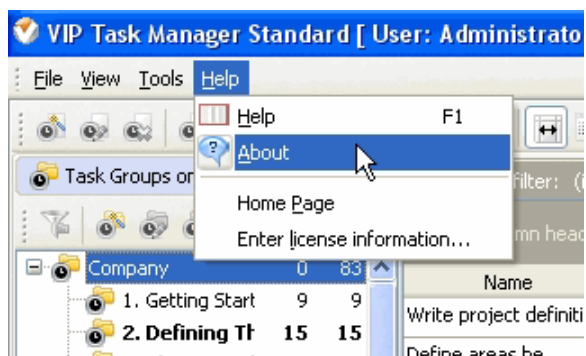 VIP Task Manager Standard [ User: Administrato
File View Tools Help
Help F1
About
Task Groups or
filter: (i
Home Page
mn head
Enter license information...
Company 0 83
Name
1. Getting Start 9 9
Write project definiti
2. Defining Th 15 15
Define areas be